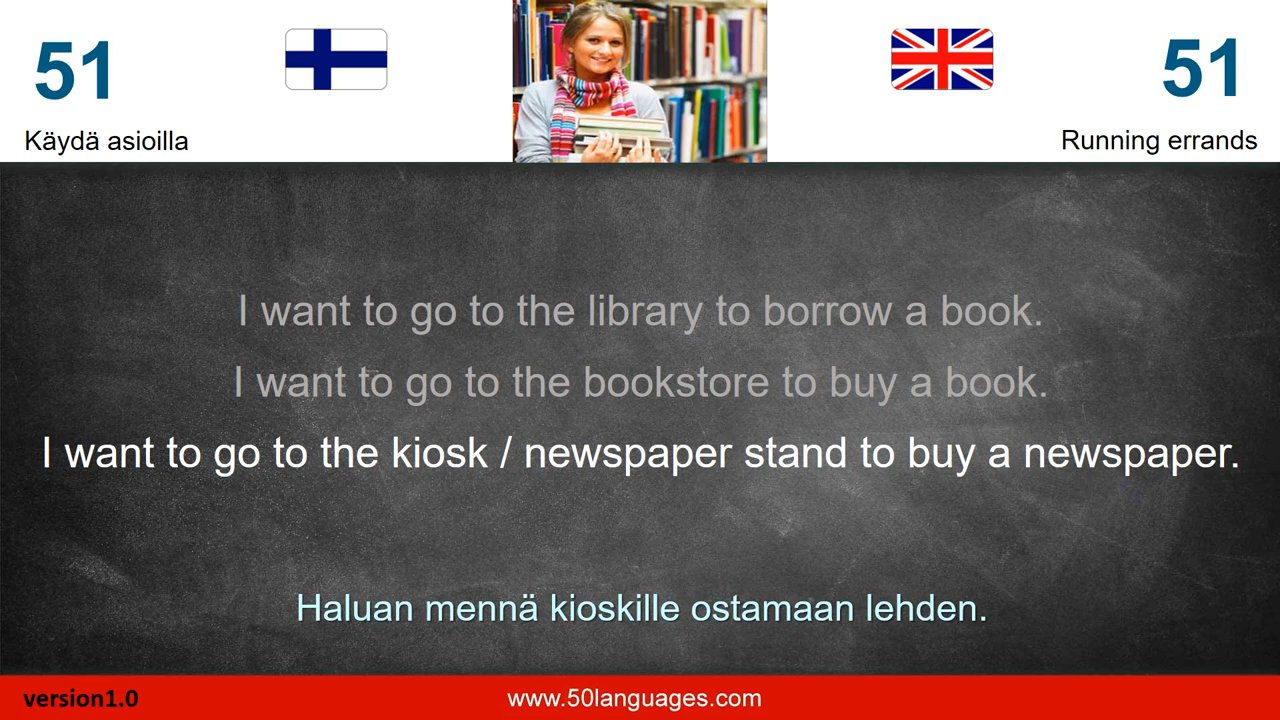 51
51
Käydä asioilla
Running errands
I want to go to the library to borrow a book.
I want to go to the bookstore to buy a book.
I want to go to the kiosk / newspaper stand to buy a newspaper.
Haluan mennä kioskille ostamaan lehden.
version1.0
www.50languages.com